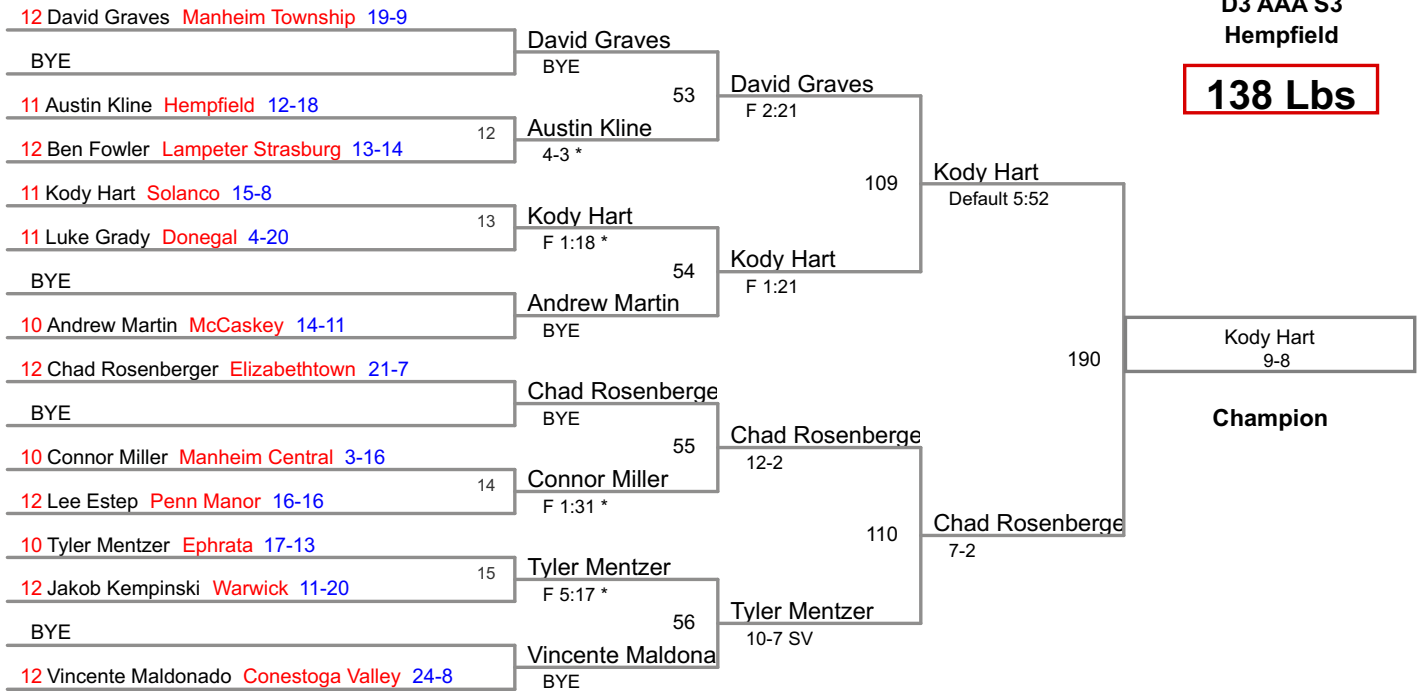 D3 AAA S3
Hempfield
138 Lbs
12 David Graves Manheim Township 19-9
BYE
11 Austin Kline Hempfield 12-18
12 Ben Fowler Lampeter Strasburg 13-14
11 Kody Hart Solanco 15-8
11 Luke Grady Donegal 4-20
BYE
10 Andrew Martin McCaskey 14-11
12 Chad Rosenberger Elizabethtown 21-7
BYE
10 Connor Miller Manheim Central 3-16
12 Lee Estep Penn Manor 16-16
10 Tyler Mentzer Ephrata 17-13
12 Jakob Kempinski Warwick 11-20
BYE
12 Vincente Maldonado Conestoga Valley 24-8
12
13
14
15
David Graves
BYE
Austin Kline
4-3 *
Kody Hart
F 1:18 *
Andrew Martin
BYE
Chad Rosenberge
BYE
Connor Miller
F 1:31 *
Tyler Mentzer
F 5:17 *
Vincente Maldona
BYE
53
54
55
56
David Graves
F 2:21
Kody Hart
F 1:21
Chad Rosenberge
12-2
Tyler Mentzer
10-7 SV
109
110
Kody Hart
Default 5:52
Chad Rosenberge
7-2
190
Kody Hart
9-8
Champion